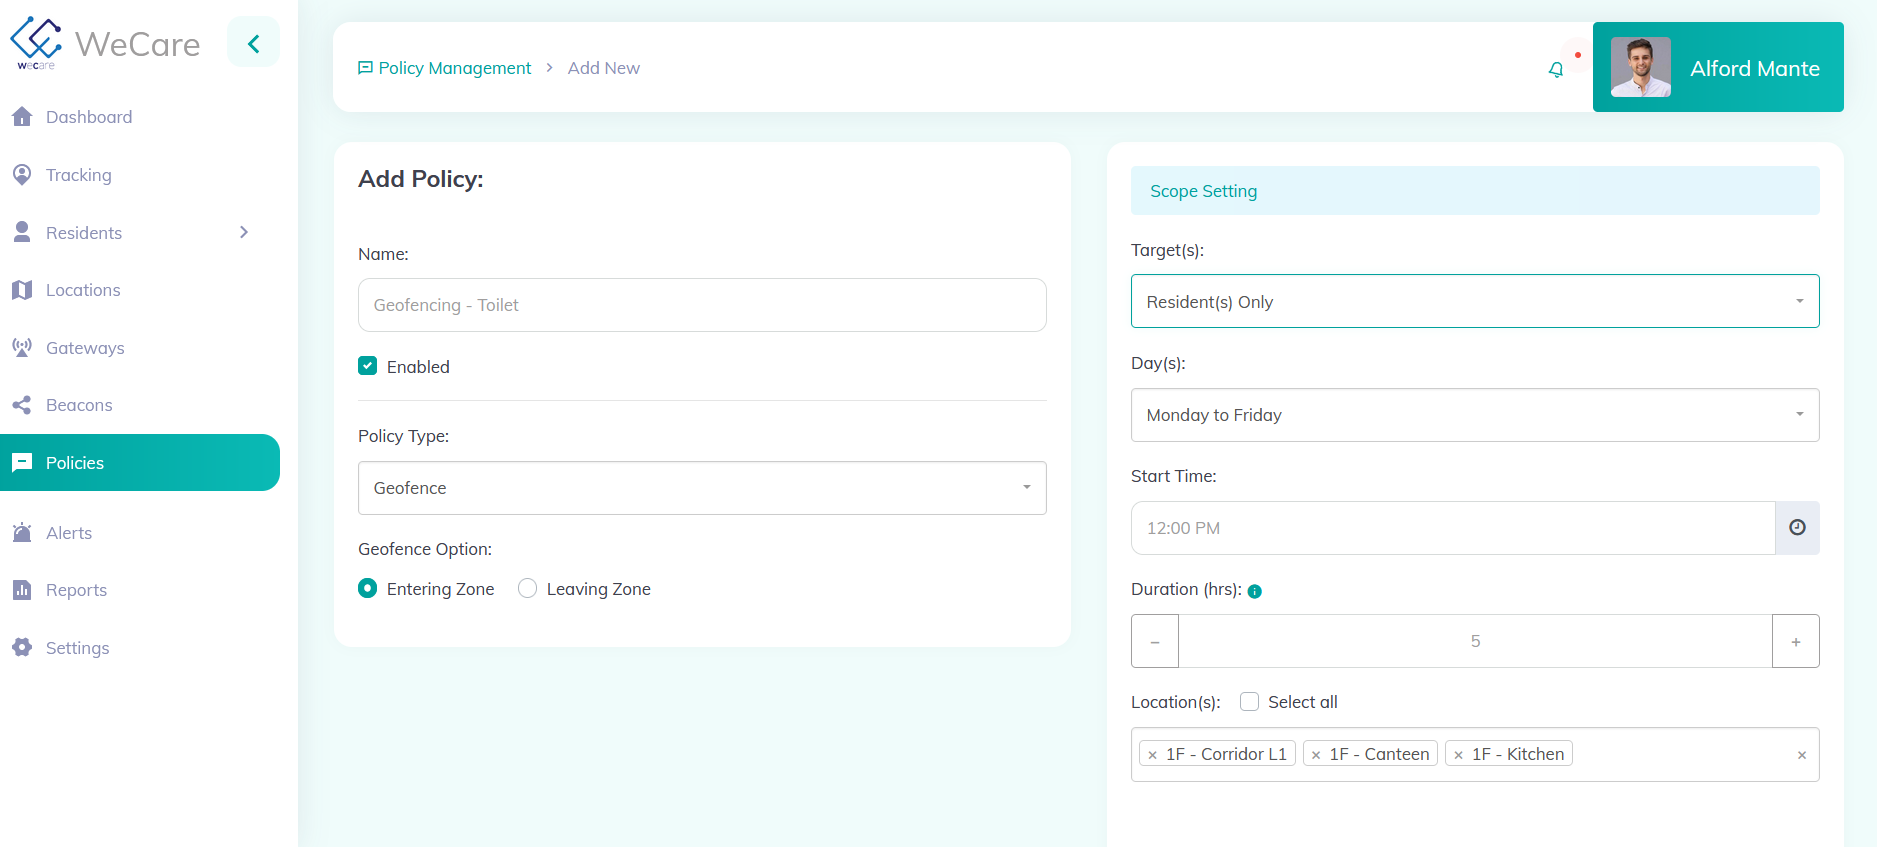 WeCare
wecare
Dashboard
Tracking
Residents
Locations
Gateways
Beacons
Policies
Alerts
Reports
Settings
Policy Management > Add New
Alford Mante
Add Policy:
Name:
Geofencing - Toilet
Enabled
Policy Type:
Geofence
Geofence Option:
Entering Zone Leaving Zone
Scope Setting
Target(s):
Resident(s) Only
Day(s):
Monday to Friday
Start Time:
12:00 PM
Duration (hrs):
− 5 +
Location(s): Select all
× 1F - Corridor L1 × 1F - Canteen × 1F - Kitchen ×